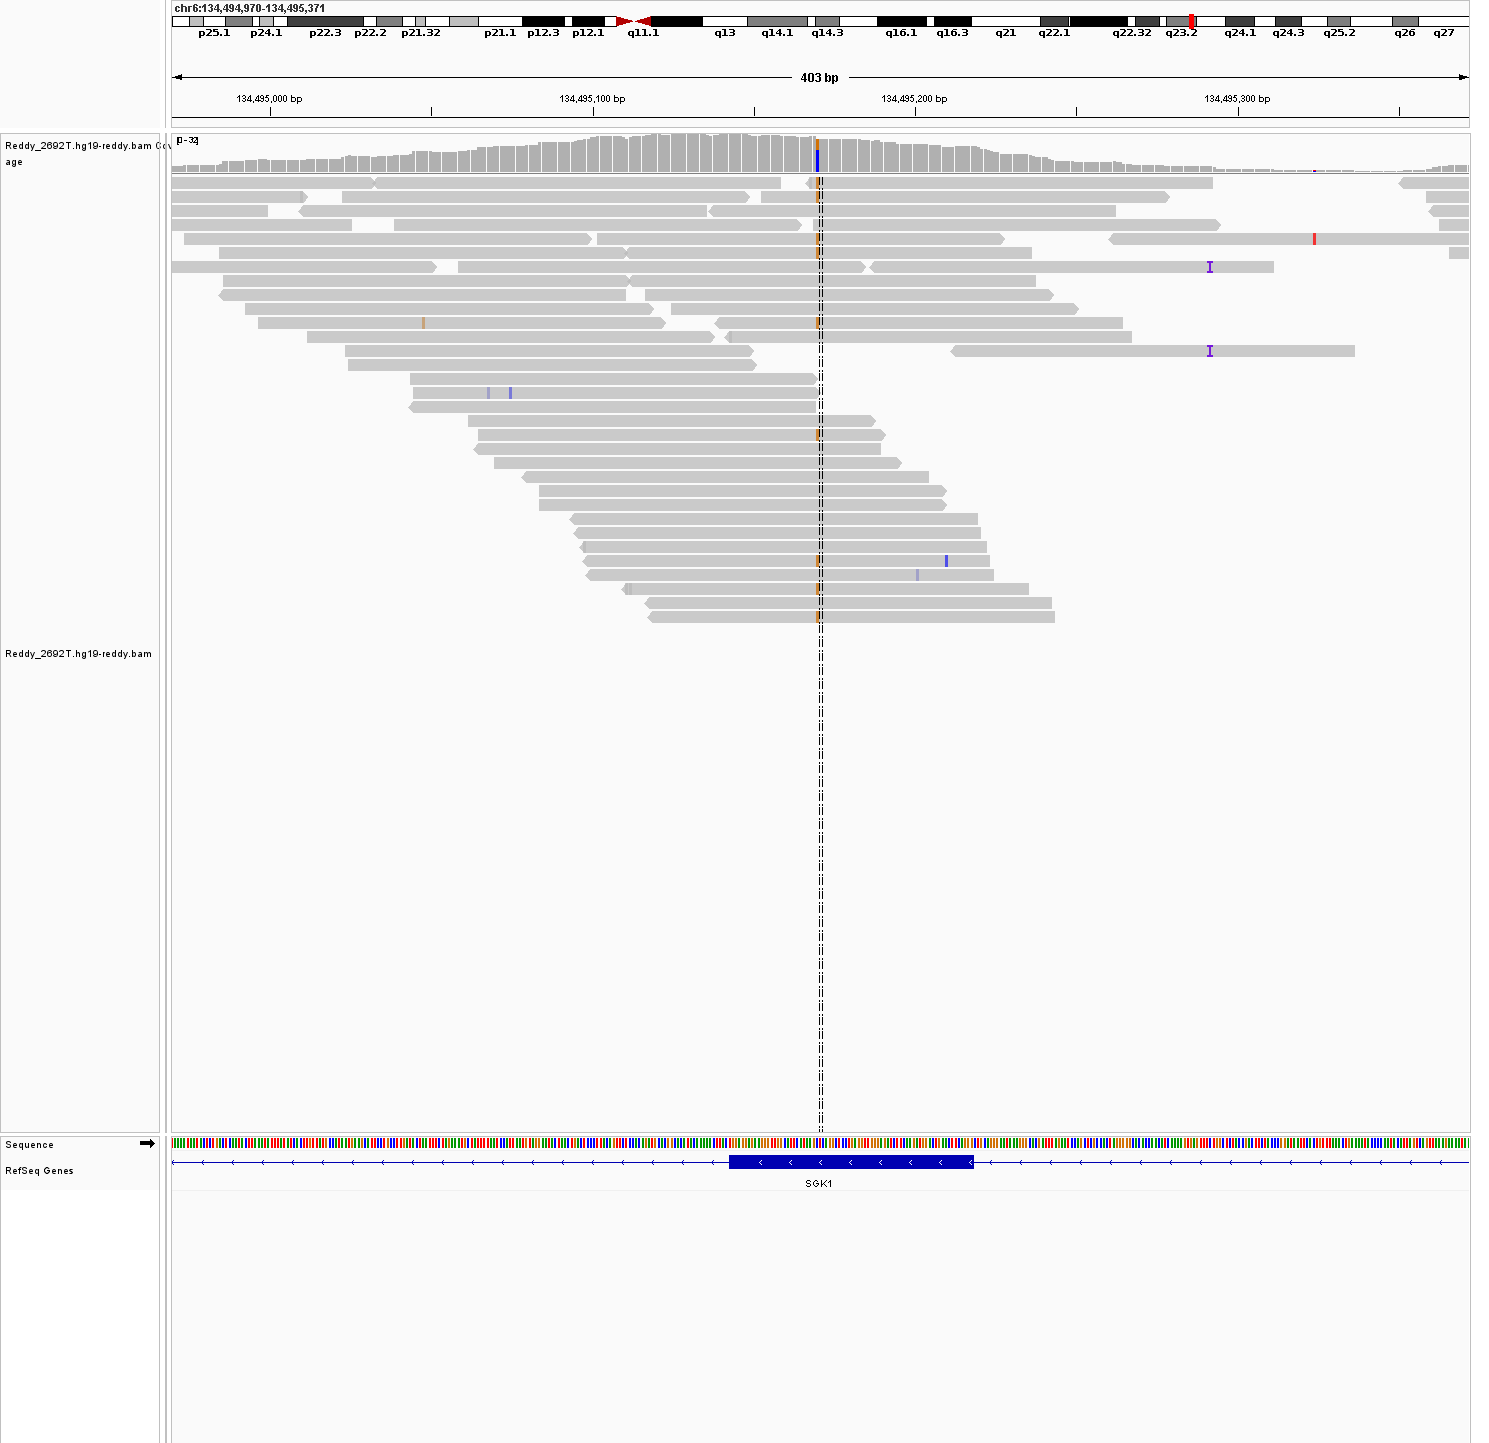 chr6:134,494,970-134,495,371
p25.1 p24.1 p22.3 p22.2 p21.32 p21.1 p12.3 p12.1 q11.1 q13 q14.1 q14.3 q16.1 q16.3 q21 q22.1 q22.32 q23.2 q24.1 q24.3 q25.2 q26 q27
403 bp
134,495,000 bp 134,495,100 bp 134,495,200 bp 134,495,300 bp
[0-32]
Reddy_2692T.hg19-reddy.bam Cov
age
Reddy_2692T.hg19-reddy.bam
Sequence
RefSeq Genes
SGK1